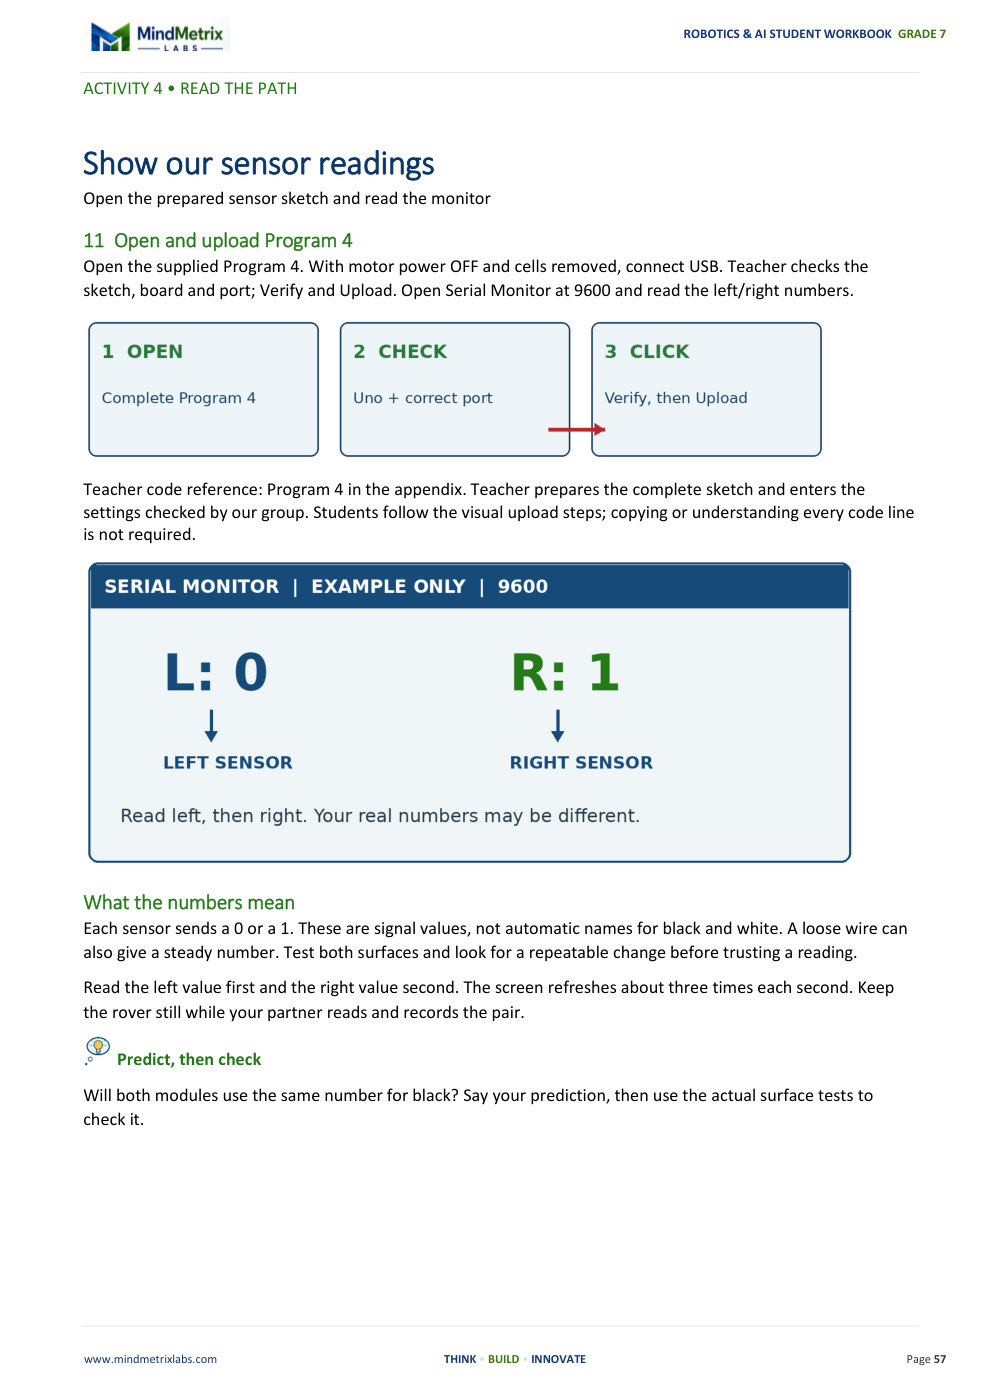 MindMetrix
LABS
ROBOTICS & AI STUDENT WORKBOOK GRADE 7
ACTIVITY 4 • READ THE PATH
Show our sensor readings
Open the prepared sensor sketch and read the monitor
11 Open and upload Program 4
Open the supplied Program 4. With motor power OFF and cells removed, connect USB. Teacher checks the
sketch, board and port; Verify and Upload. Open Serial Monitor at 9600 and read the left/right numbers.
1 OPEN
Complete Program 4
2 CHECK
Uno + correct port
3 CLICK
Verify, then Upload
Teacher code reference: Program 4 in the appendix. Teacher prepares the complete sketch and enters the
settings checked by our group. Students follow the visual upload steps; copying or understanding every code line
is not required.
SERIAL MONITOR | EXAMPLE ONLY | 9600
L: 0
R: 1
LEFT SENSOR
RIGHT SENSOR
Read left, then right. Your real numbers may be different.
What the numbers mean
Each sensor sends a 0 or a 1. These are signal values, not automatic names for black and white. A loose wire can
also give a steady number. Test both surfaces and look for a repeatable change before trusting a reading.
Read the left value first and the right value second. The screen refreshes about three times each second. Keep
the rover still while your partner reads and records the pair.
Predict, then check
Will both modules use the same number for black? Say your prediction, then use the actual surface tests to
check it.
www.mindmetrixlabs.com
THINK • BUILD • INNOVATE
Page 57